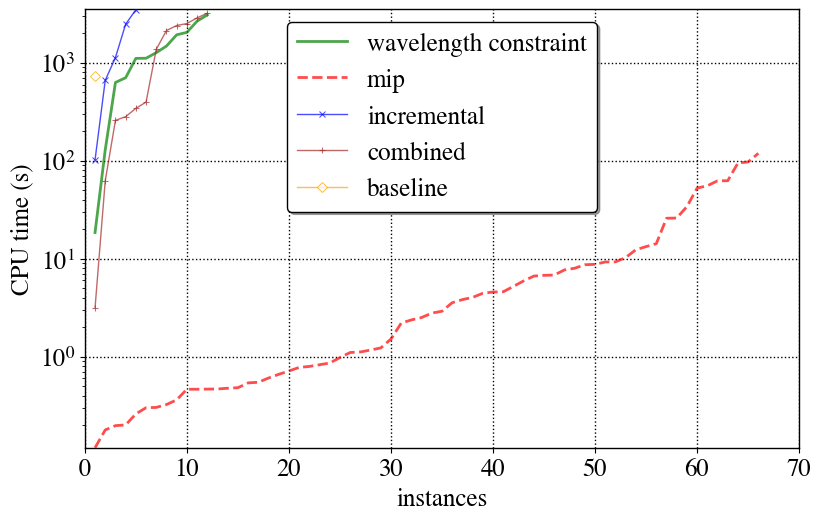 wavelength constraint
mip
incremental
combined
baseline
CPU time (s)
10³
10²
10¹
10⁰
0 10 20 30 40 50 60 70
instances